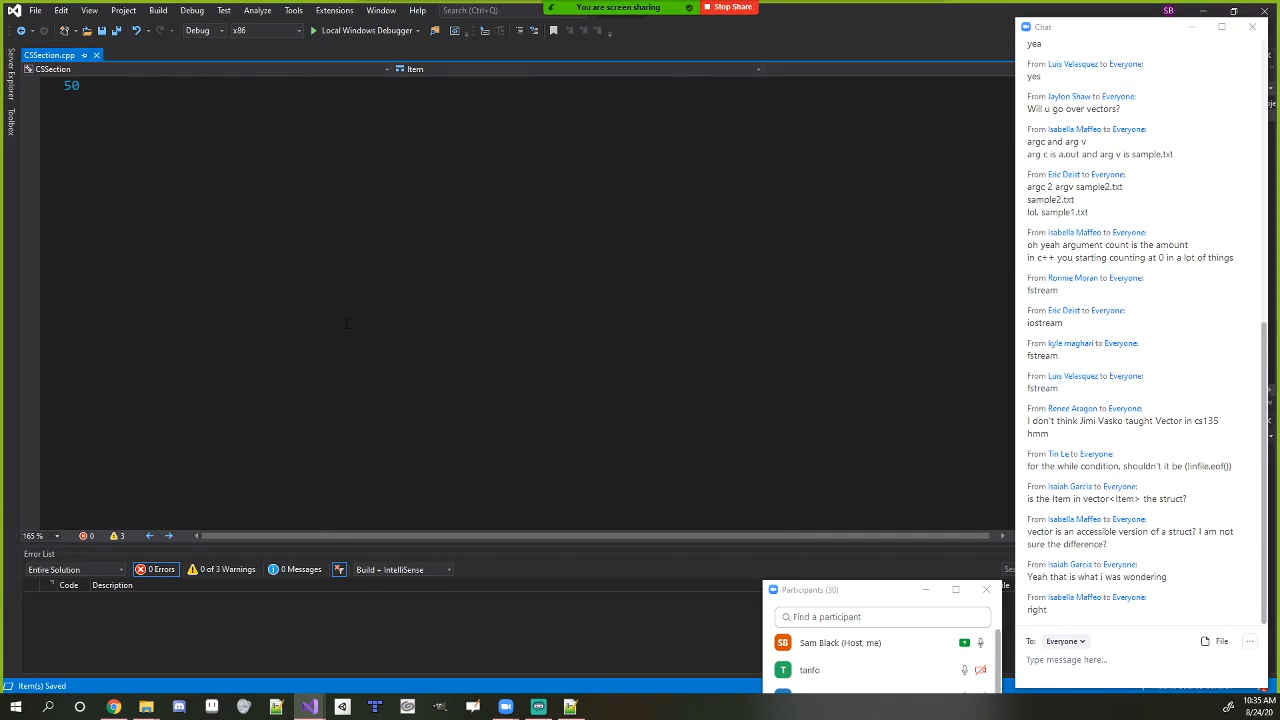 File Edit View Project Build Debug Test Analyze Tools Extensions Window Help Search (Ctrl+Q)
You are screen sharing Stop Share
SB
Debug x86 Windows Debugger
CSSection.cpp
CSSection Item
Server Explorer
Toolbox
50
165 % 0 3
Error List
Entire Solution 0 Errors 0 of 3 Warnings 0 Messages Build + IntelliSense
Code Description
Item(s) Saved
Participants (30)
Find a participant
SB Sam Black (Host, me)
T tanfo
Chat
yea
From Luis Velasquez to Everyone:
yes
From Jaylon Shaw to Everyone:
Will u go over vectors?
From Isabella Maffeo to Everyone:
argc and arg v
arg c is a.out and arg v is sample.txt
From Eric Deist to Everyone:
argc 2 argv sample2.txt
sample2.txt
lol, sample1.txt
From Isabella Maffeo to Everyone:
oh yeah argument count is the amount
in c++ you starting counting at 0 in a lot of things
From Ronnie Moran to Everyone:
fstream
From Eric Deist to Everyone:
iostream
From kyle maghari to Everyone:
fstream
From Luis Velasquez to Everyone:
fstream
From Renee Aragon to Everyone:
I don't think Jimi Vasko taught Vector in cs135
hmm
From Tin Le to Everyone:
for the while condition, shouldn't it be (!infile.eof())
From Isaiah Garcia to Everyone:
is the Item in vector<Item> the struct?
From Isabella Maffeo to Everyone:
vector is an accessible version of a struct? I am not
sure the difference?
From Isaiah Garcia to Everyone:
Yeah that is what i was wondering
From Isabella Maffeo to Everyone:
right
To: Everyone File
Type message here...
10:35 AM
8/24/20